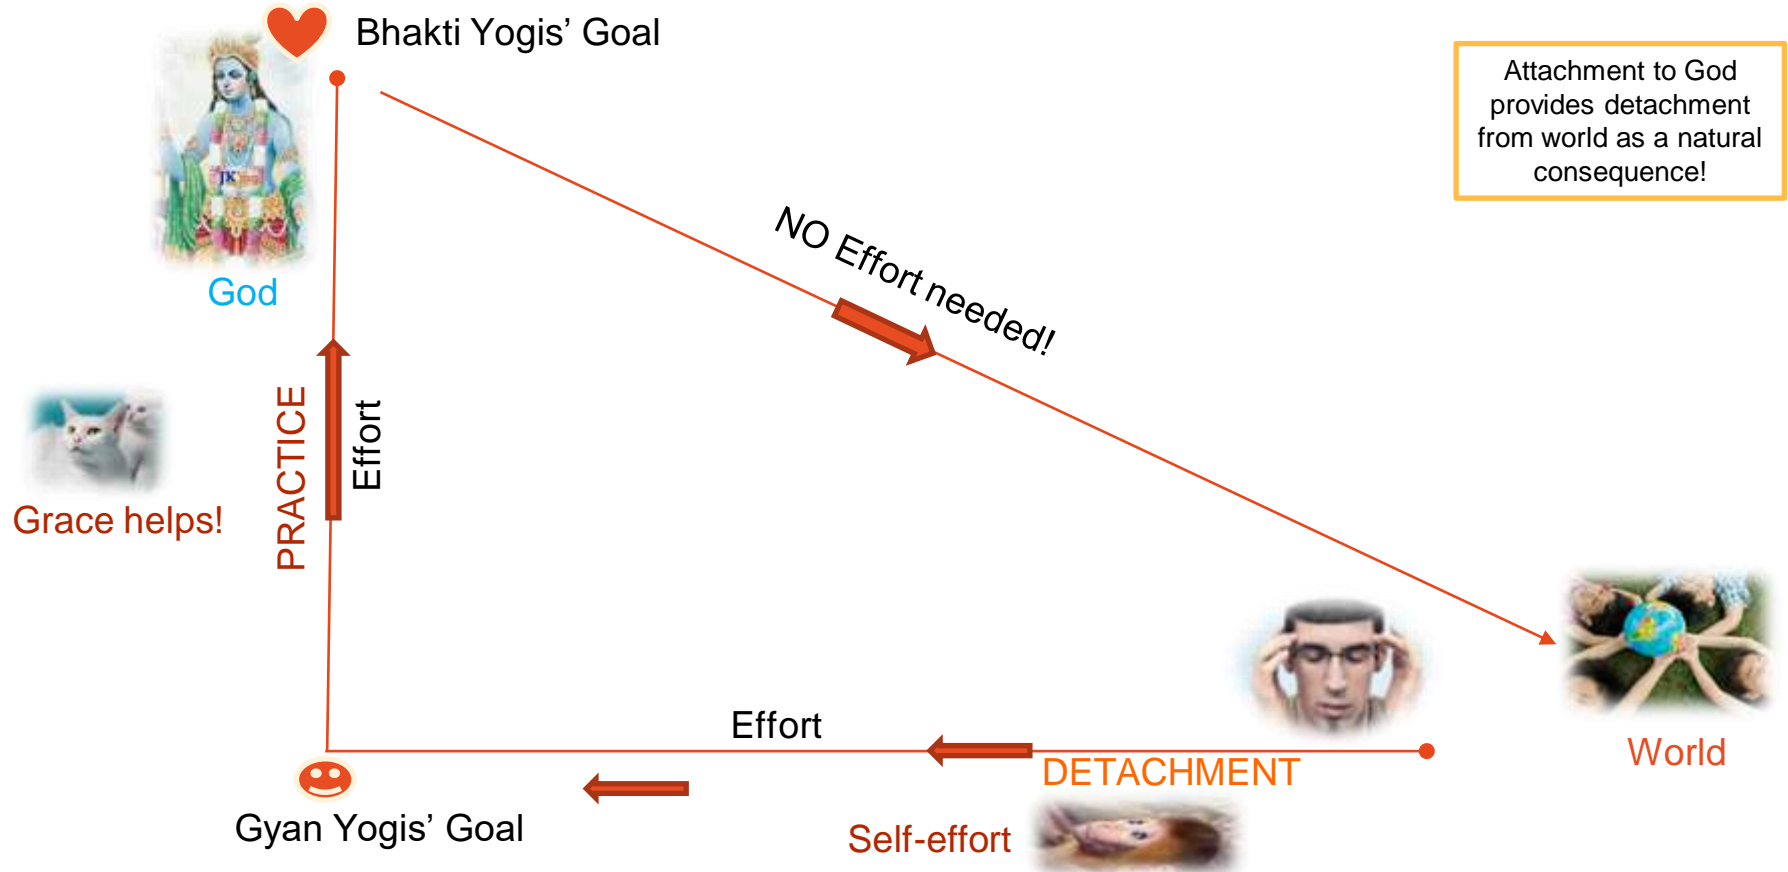 Bhakti Yogis’ Goal
Attachment to God
provides detachment
from world as a natural
consequence!
JK
God
NO Effort needed!
PRACTICE
Effort
Grace helps!
Effort
DETACHMENT
World
Gyan Yogis’ Goal
Self-effort